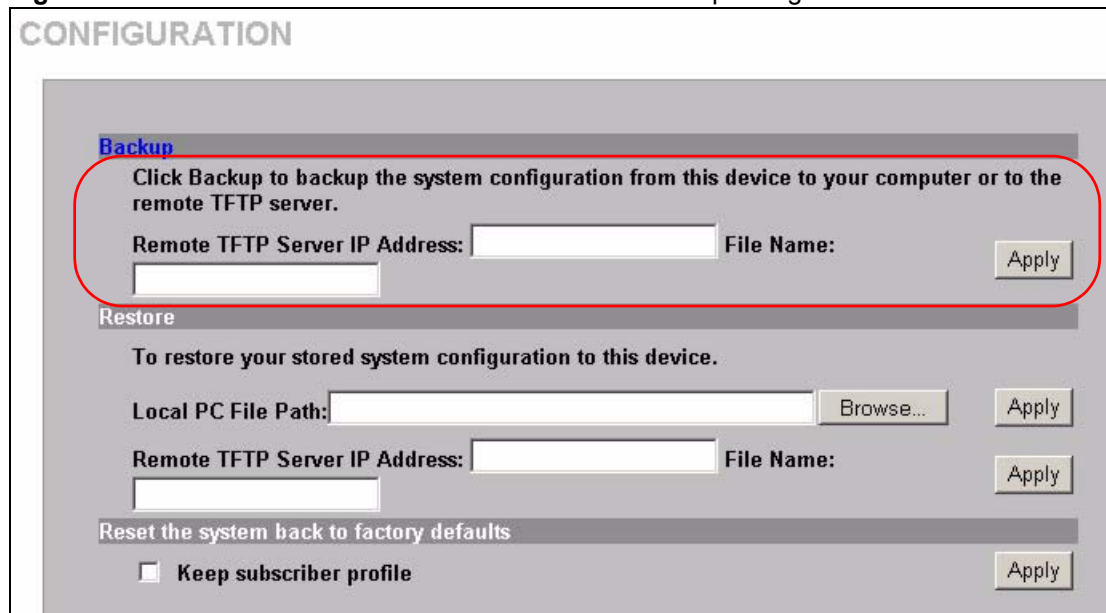 CONFIGURATION
Backup
Click Backup to backup the system configuration from this device to your computer or to the
remote TFTP server.
Remote TFTP Server IP Address: File Name:
Apply
Restore
To restore your stored system configuration to this device.
Local PC File Path: Browse... Apply
Remote TFTP Server IP Address: File Name:
Apply
Reset the system back to factory defaults
Keep subscriber profile Apply